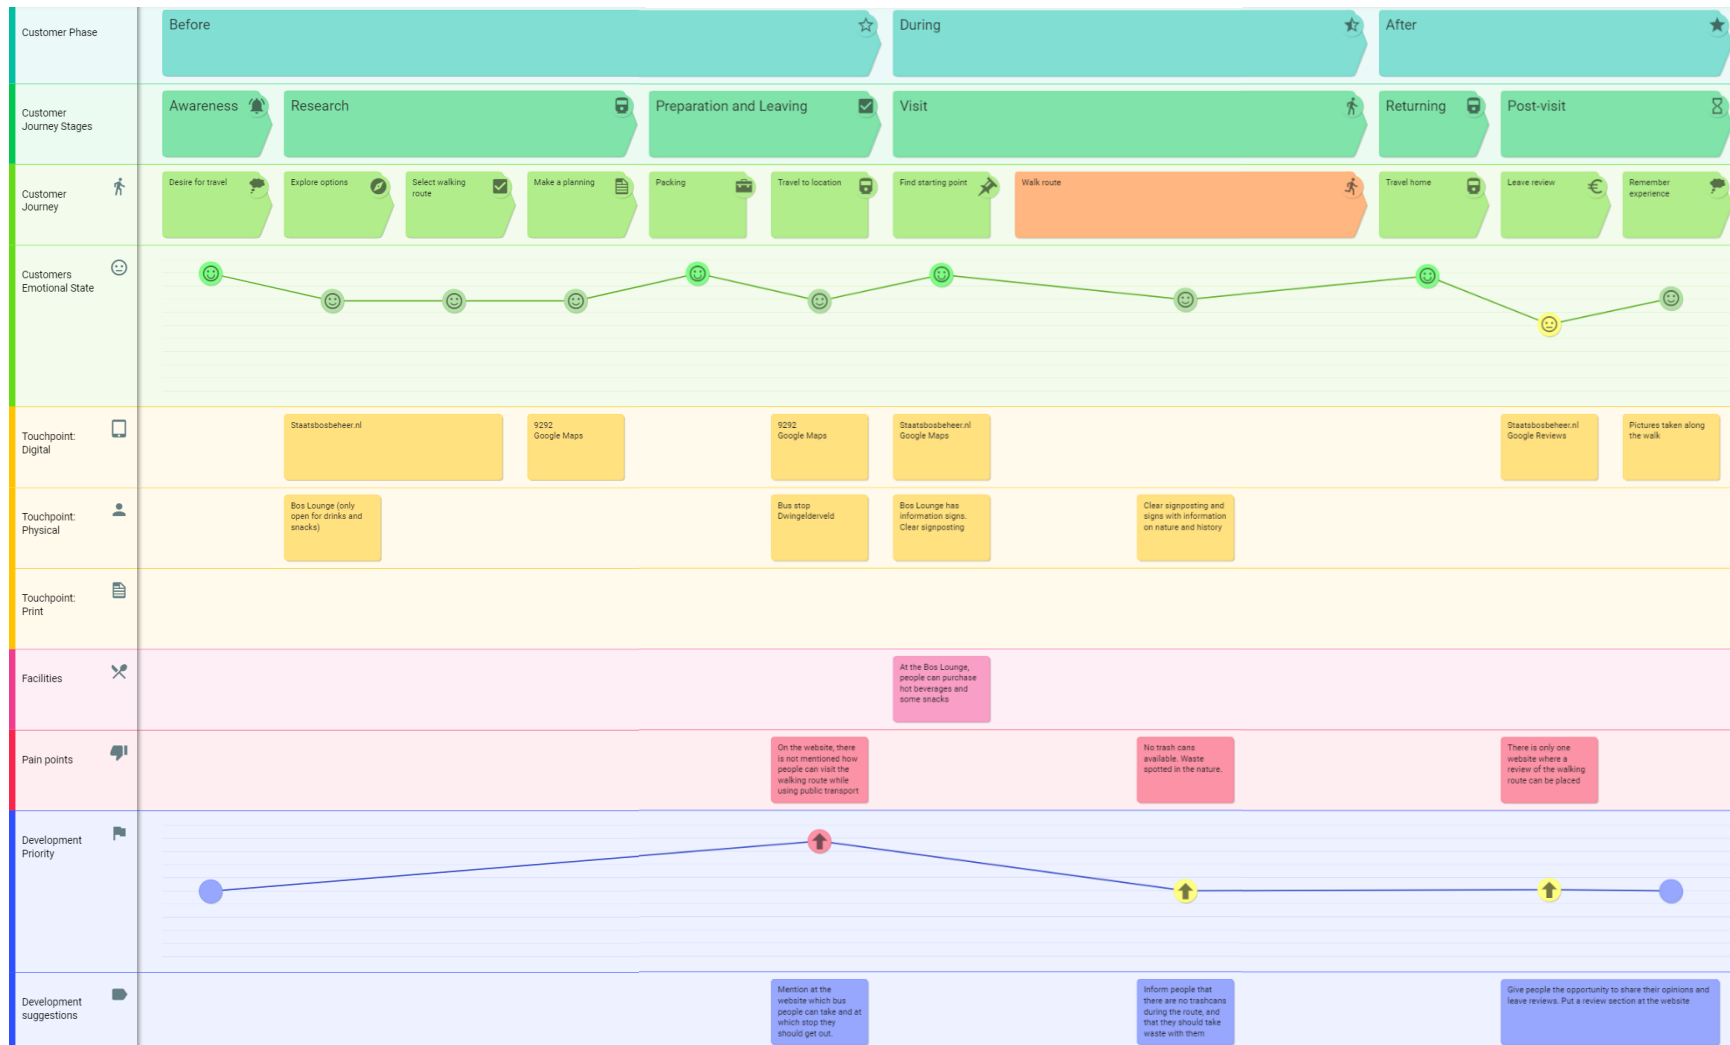 Customer Phase
Before
During
After
Customer
Journey Stages
Awareness
Research
Preparation and Leaving
Visit
Returning
Post-visit
Customer
Journey
Desire for travel
Explore options
Select walking
route
Make a planning
Packing
Travel to location
Find starting point
Walk route
Travel home
Leave review
Remember
experience
Customers
Emotional State
Touchpoint:
Digital
Staatsbosbeheer.nl
9292
Google Maps
9292
Google Maps
Staatsbosbeheer.nl
Google Maps
Staatsbosbeheer.nl
Google Reviews
Pictures taken along
the walk
Touchpoint:
Physical
Bos Lounge (only
open for drinks and
snacks)
Bus stop
Dwingelderveld
Bos Lounge has
information signs.
Clear signposting
Clear signposting and
signs with information
on nature and history
Touchpoint:
Print
Facilities
At the Bos Lounge,
people can purchase
hot beverages and
some snacks
Pain points
On the website, there
is not mentioned how
people can visit the
walking route while
using public transport
No trash cans
available. Waste
spotted in the nature.
There is only one
website where a
review of the walking
route can be placed
Development
Priority
Development
suggestions
Mention at the
website which bus
people can take and at
which stop they
should get out.
Inform people that
there are no trashcans
during the route, and
that they should take
waste with them
Give people the opportunity to share their opinions and
leave reviews. Put a review section at the website